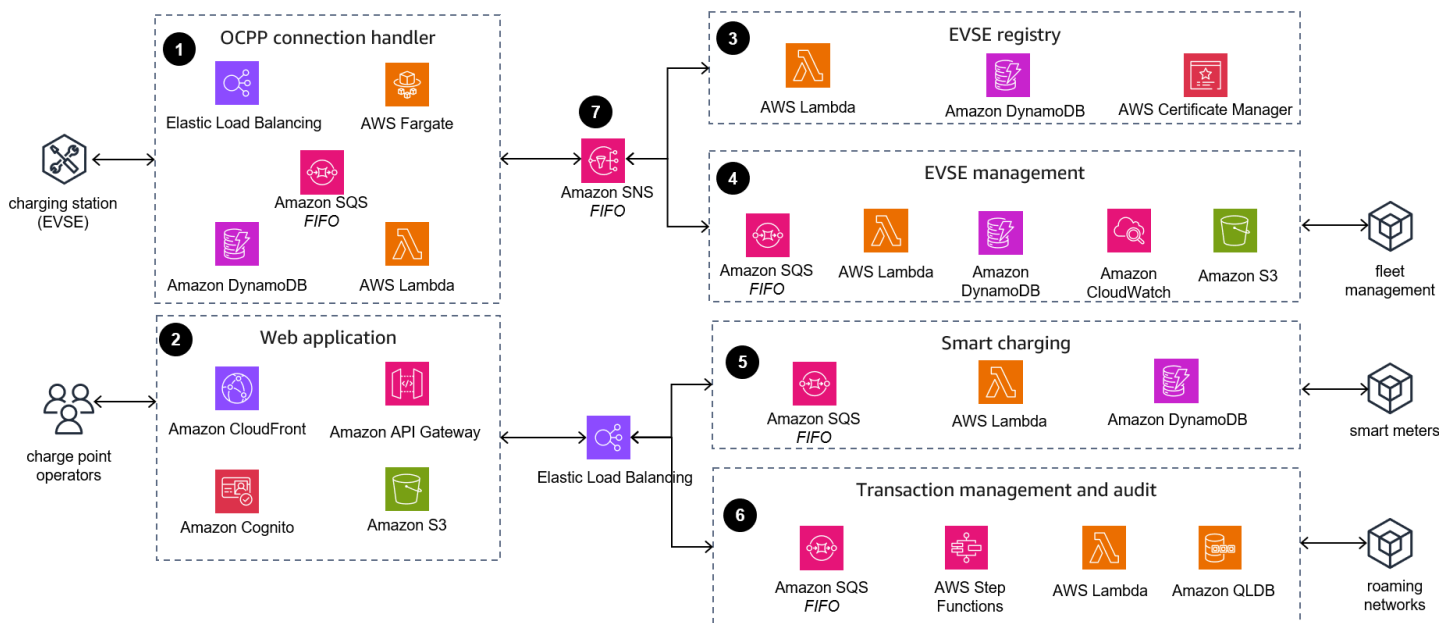 1
OCPP connection handler
Elastic Load Balancing
AWS Fargate
Amazon SQS
FIFO
Amazon DynamoDB
AWS Lambda
charging station
(EVSE)
2
Web application
Amazon CloudFront
Amazon API Gateway
Amazon Cognito
Amazon S3
charge point
operators
7
Amazon SNS
FIFO
Elastic Load Balancing
3
EVSE registry
AWS Lambda
Amazon DynamoDB
AWS Certificate Manager
4
EVSE management
Amazon SQS
FIFO
AWS Lambda
Amazon
DynamoDB
Amazon
CloudWatch
Amazon S3
fleet
management
5
Smart charging
Amazon SQS
FIFO
AWS Lambda
Amazon DynamoDB
smart meters
6
Transaction management and audit
Amazon SQS
FIFO
AWS Step
Functions
AWS Lambda
Amazon QLDB
roaming
networks